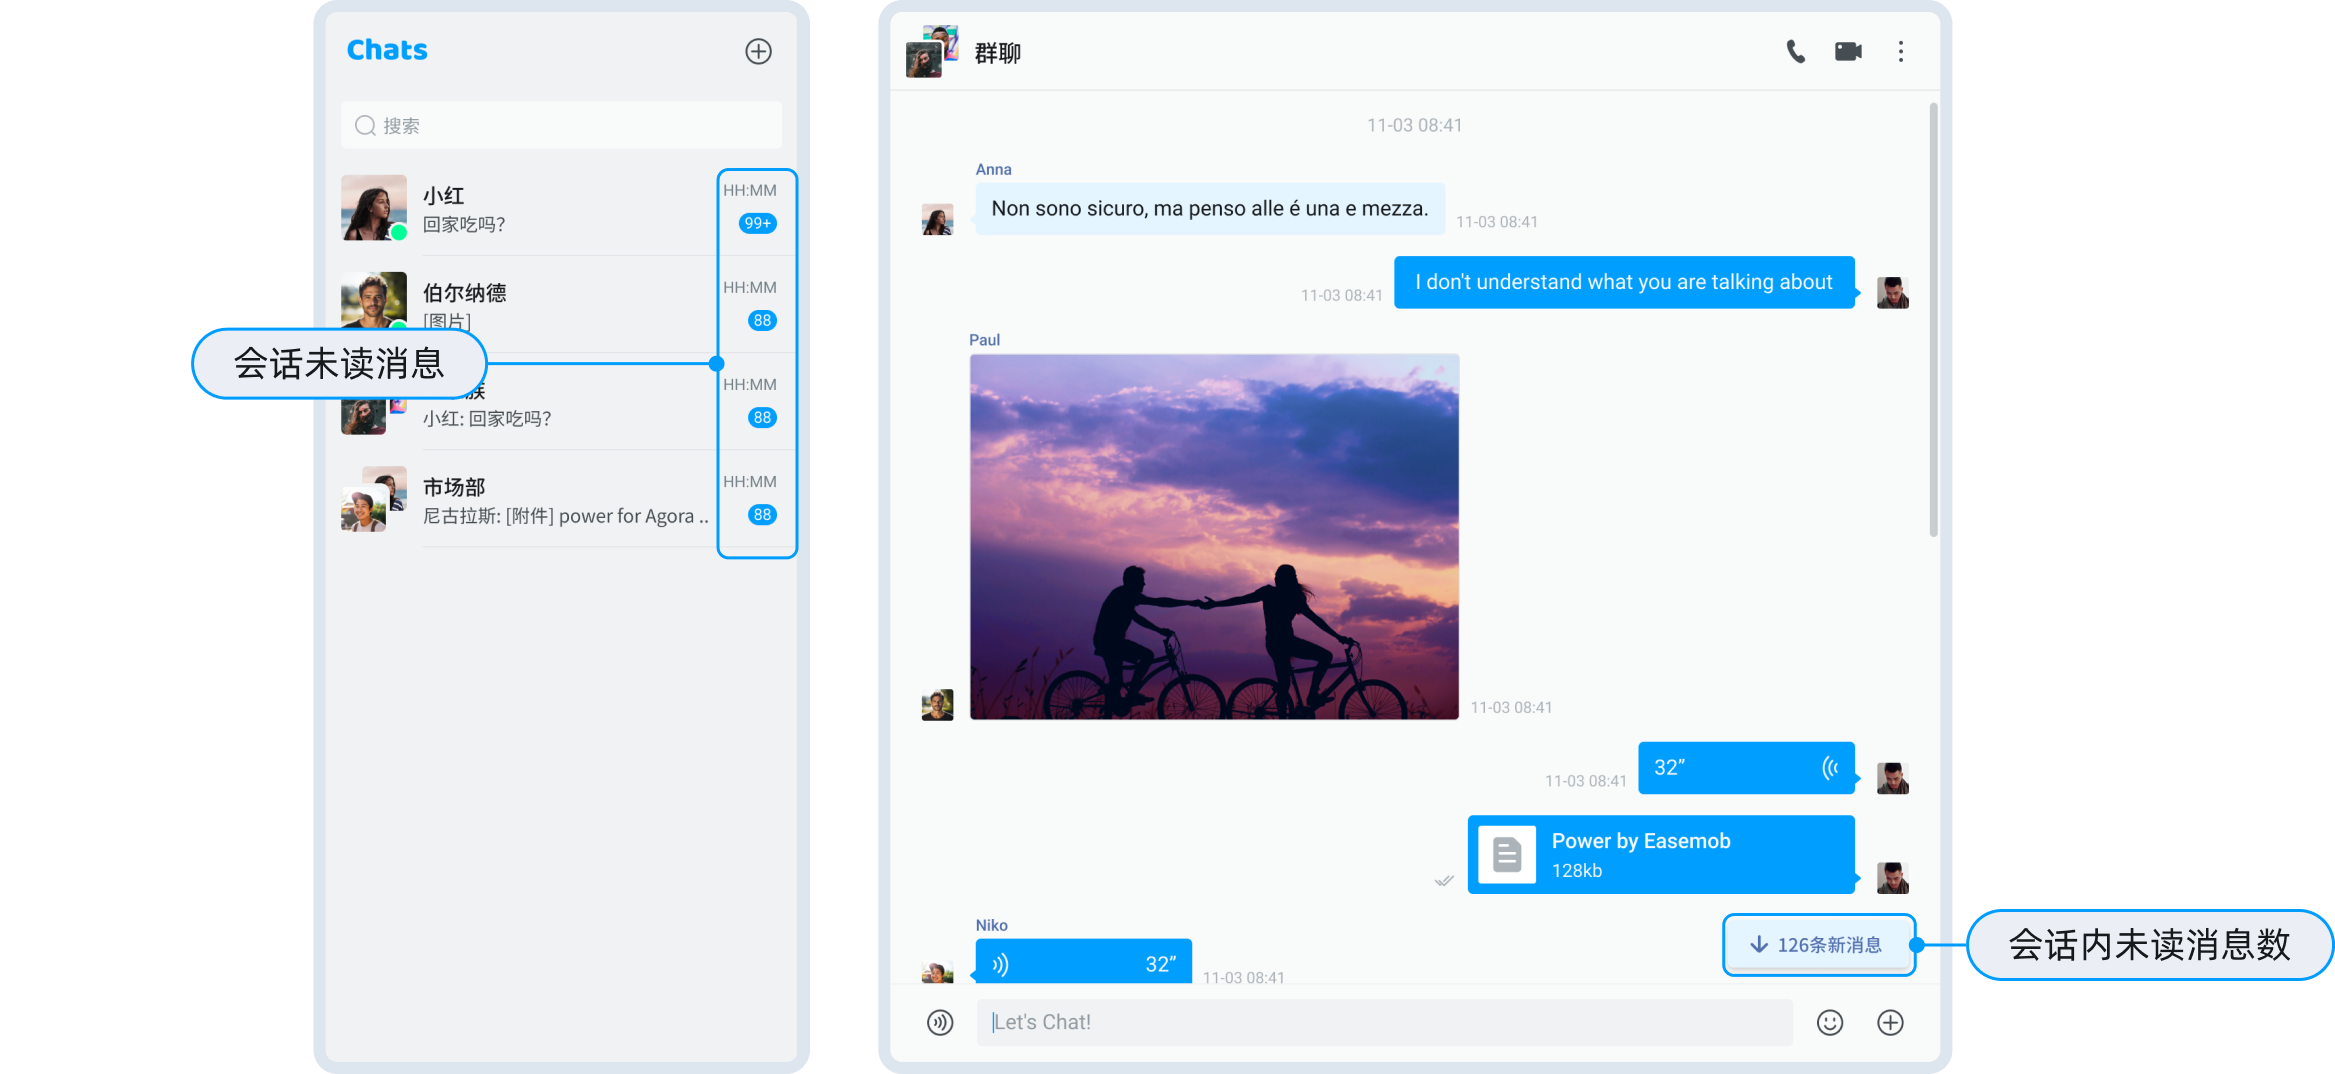 Chats
搜索
小红
HH:MM
回家吃吗?
99+
伯尔纳德
HH:MM
[图片]
88
会话未读消息
族
HH:MM
小红: 回家吃吗?
88
市场部
HH:MM
尼古拉斯: [附件] power for Agora ..
88
群聊
11-03 08:41
Anna
Non sono sicuro, ma penso alle é una e mezza.
11-03 08:41
I don't understand what you are talking about
11-03 08:41
Paul
11-03 08:41
32”
11-03 08:41
Power by Easemob
128kb
Niko
32”
11-03 08:41
126条新消息
会话内未读消息数
Let's Chat!